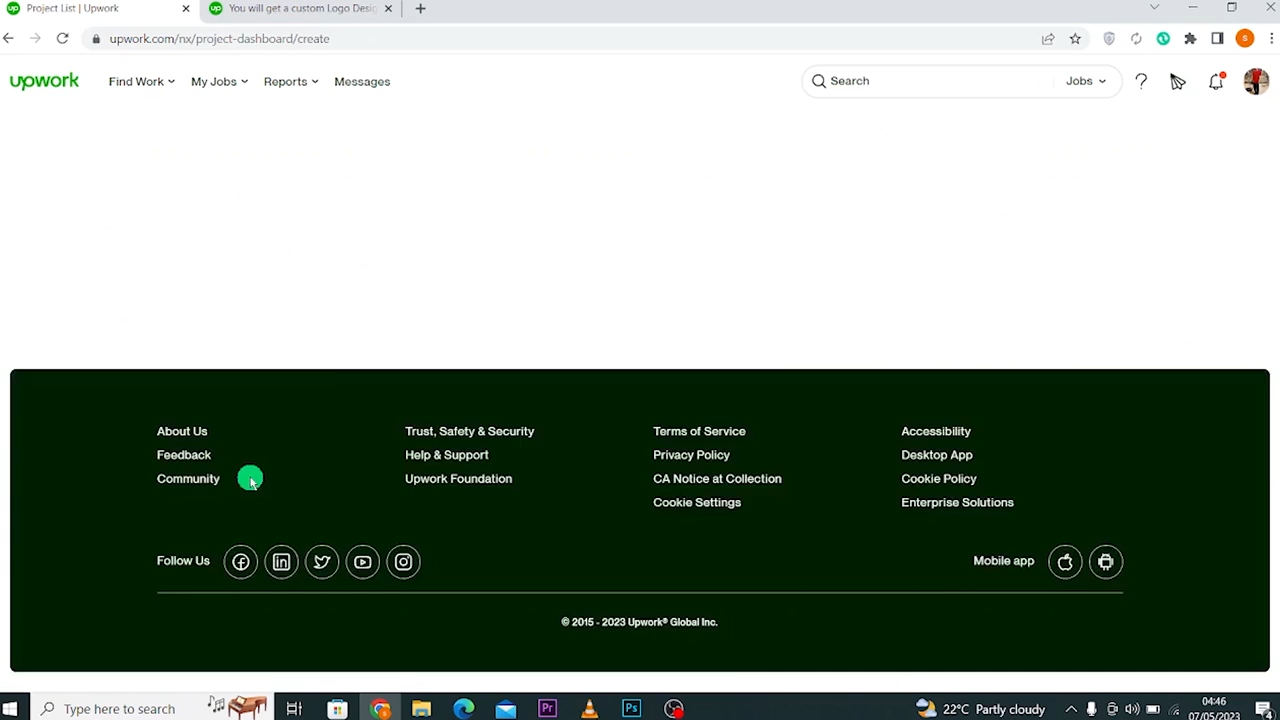 Project List | Upwork
You will get a custom Logo Desig
upwork.com/nx/project-dashboard/create
S
upwork
Find Work
My Jobs
Reports
Messages
Search
Jobs
About Us
Trust, Safety & Security
Terms of Service
Accessibility
Feedback
Help & Support
Privacy Policy
Desktop App
Community
Upwork Foundation
CA Notice at Collection
Cookie Policy
Cookie Settings
Enterprise Solutions
Follow Us
Mobile app
© 2015 - 2023 Upwork® Global Inc.
Type here to search
Pr
Ps
22°C Partly cloudy
04:46
07/05/2023